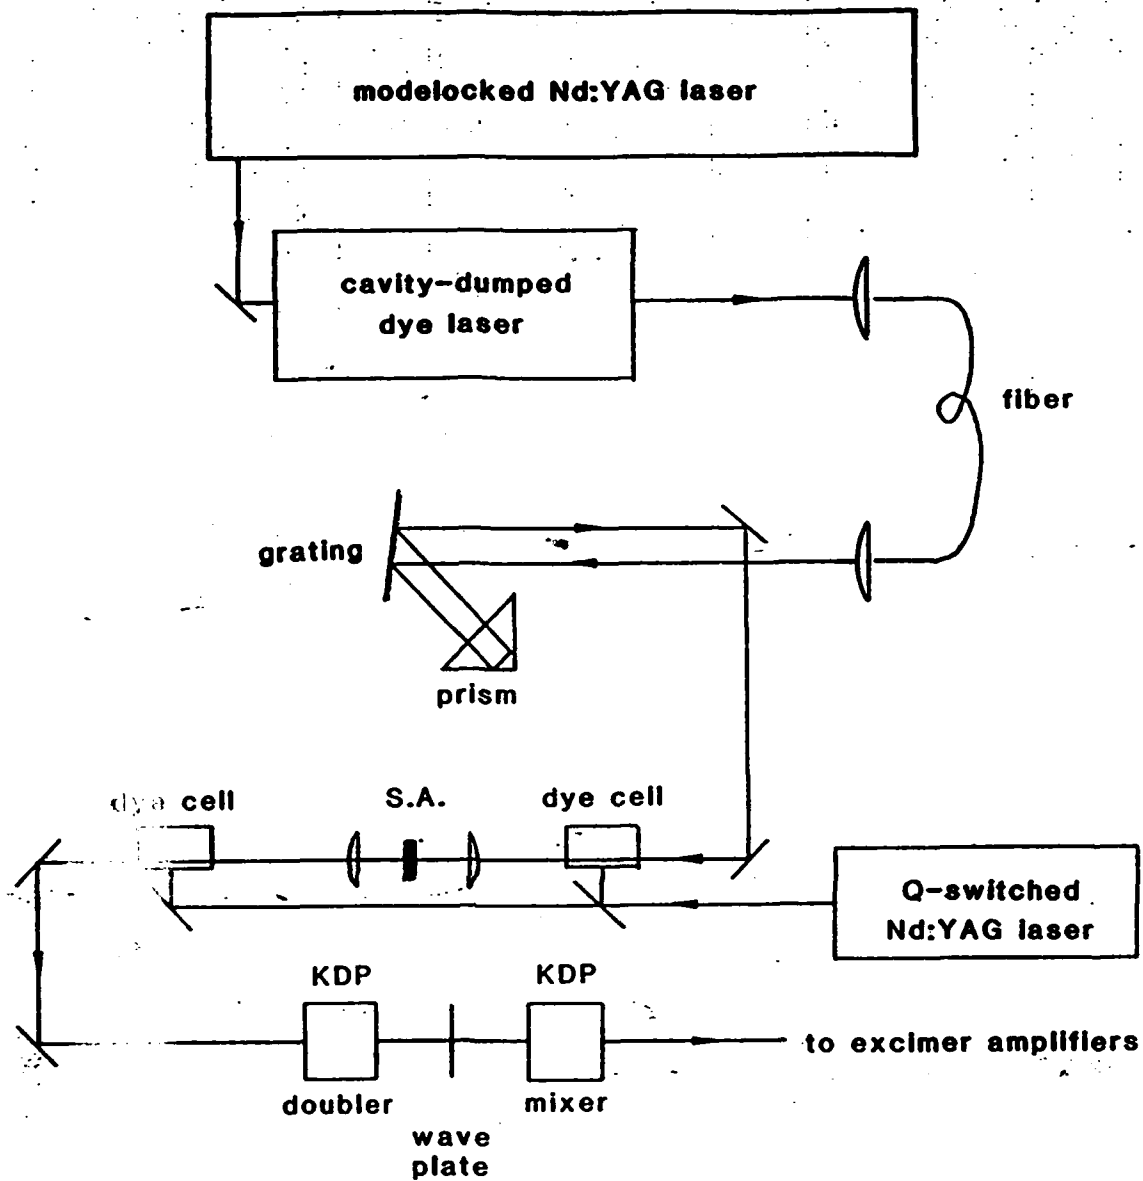 modelocked Nd:YAG laser
cavity-dumped
dye laser
fiber
grating
prism
dye cell
S.A.
dye cell
Q-switched
Nd:YAG laser
KDP
KDP
to excimer amplifiers
doubler
mixer
wave
plate